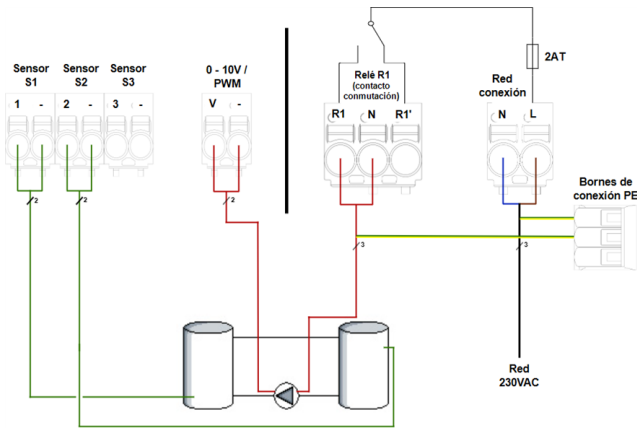 Sensor S1
Sensor S2
Sensor S3
0 - 10V / PWM
Relé R1
(contacto
conmutación)
Red
conexión
2AT
1 -
2 -
3 -
V -
R1 N R1'
N L
Bornes de
conexión PE
2
2
2
3
3
Red
230VAC